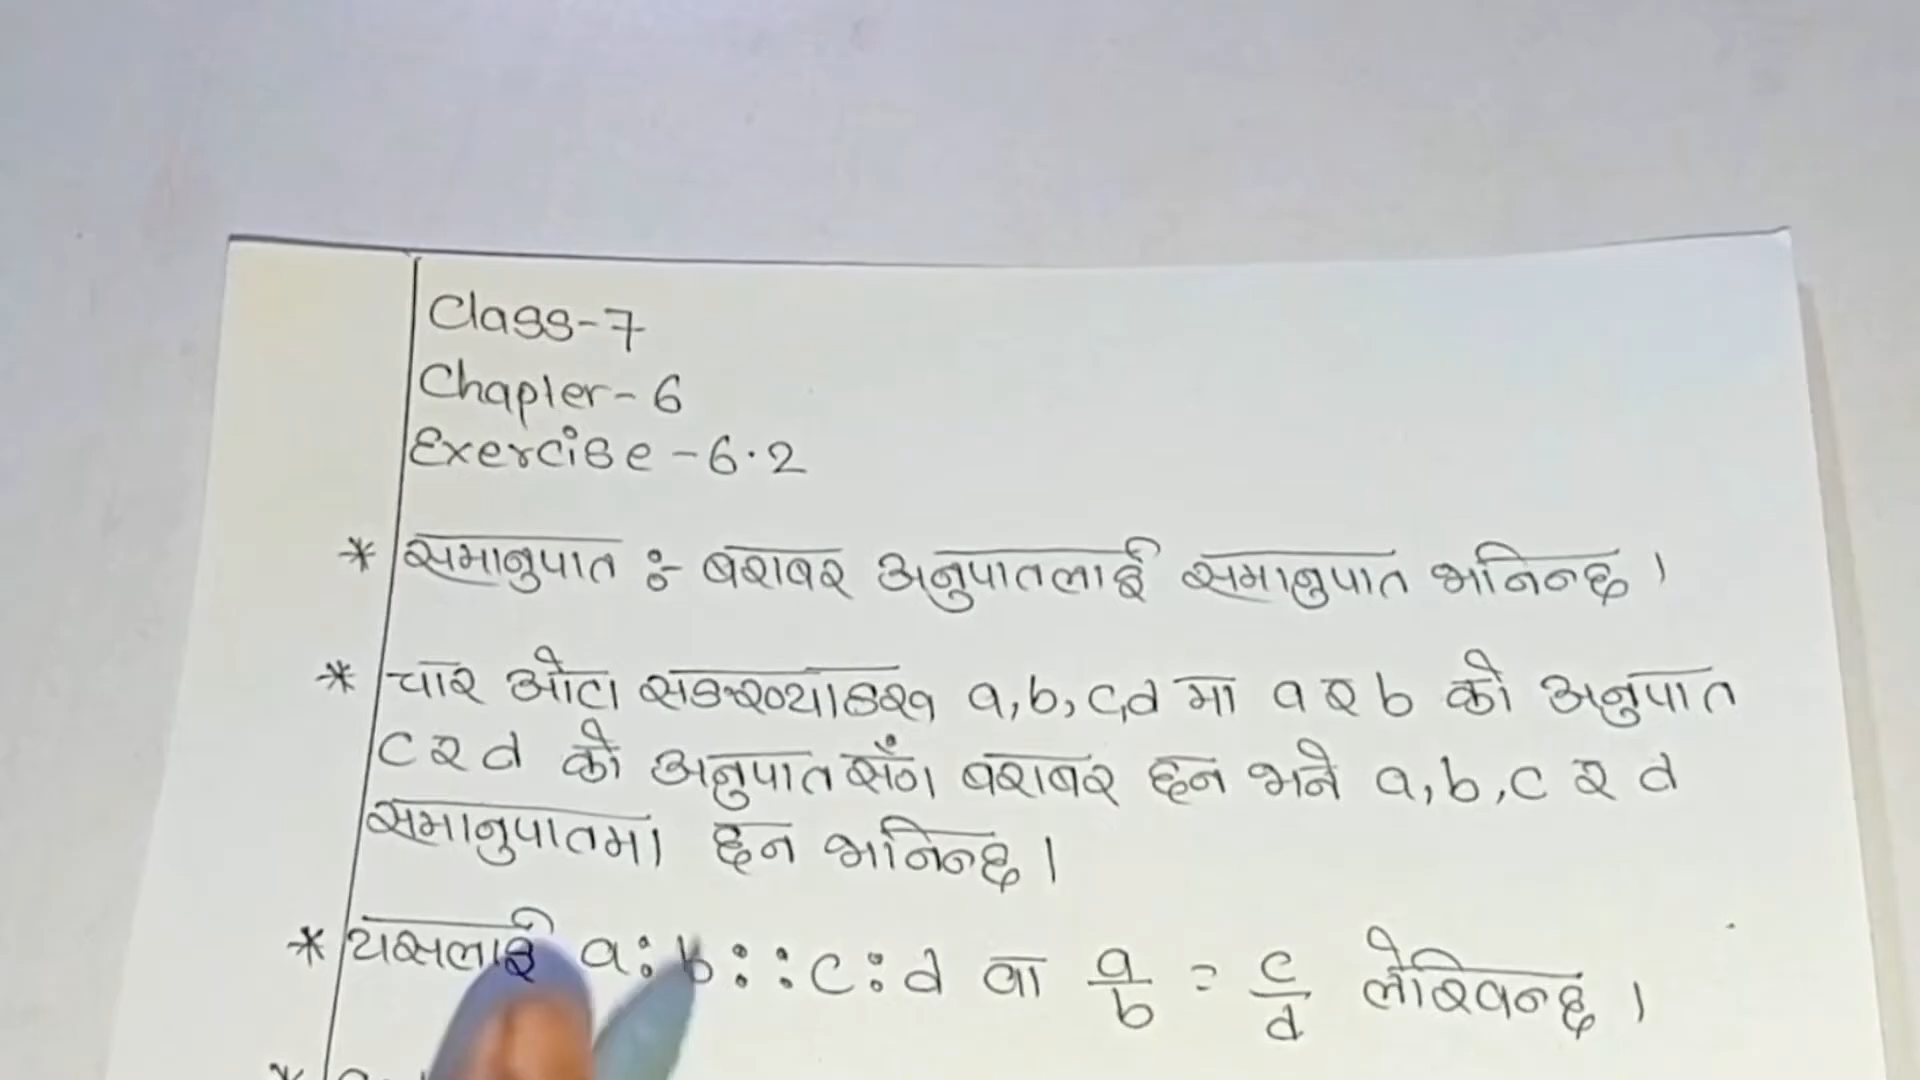 Class-7
Chapter-6
Exercise-6.2
* समानुपात :- बराबर अनुपातलाई समानुपात भनिन्छ ।
* चार ओटा सङ्ख्याहरू a, b, c, d मा a र b को अनुपात
c र d को अनुपातसँग बराबर छन भने a, b, c र d
समानुपातमा छन भनिन्छ ।
* यसलाई a : b : : c : d वा a/b = c/d लेखिन्छ ।